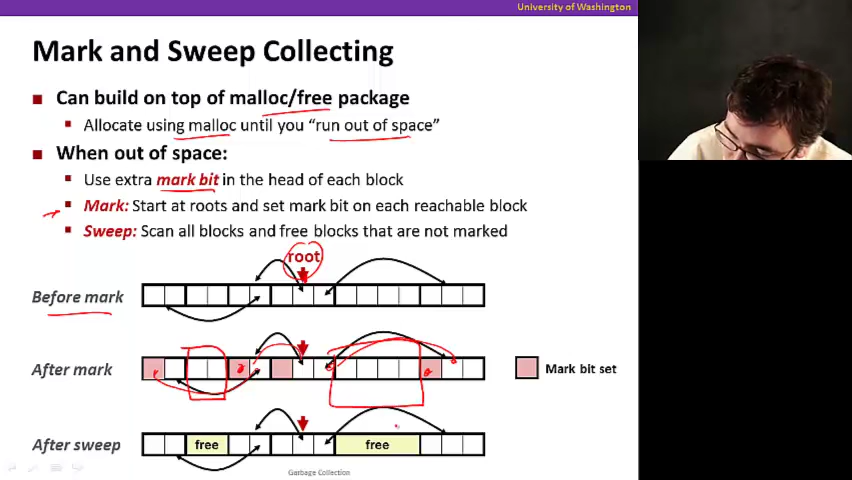 University of Washington
Mark and Sweep Collecting
Can build on top of malloc/free package
Allocate using malloc until you “run out of space”
When out of space:
Use extra mark bit in the head of each block
Mark: Start at roots and set mark bit on each reachable block
Sweep: Scan all blocks and free blocks that are not marked
root
Before mark
After mark
Mark bit set
After sweep
free
free
Garbage Collection